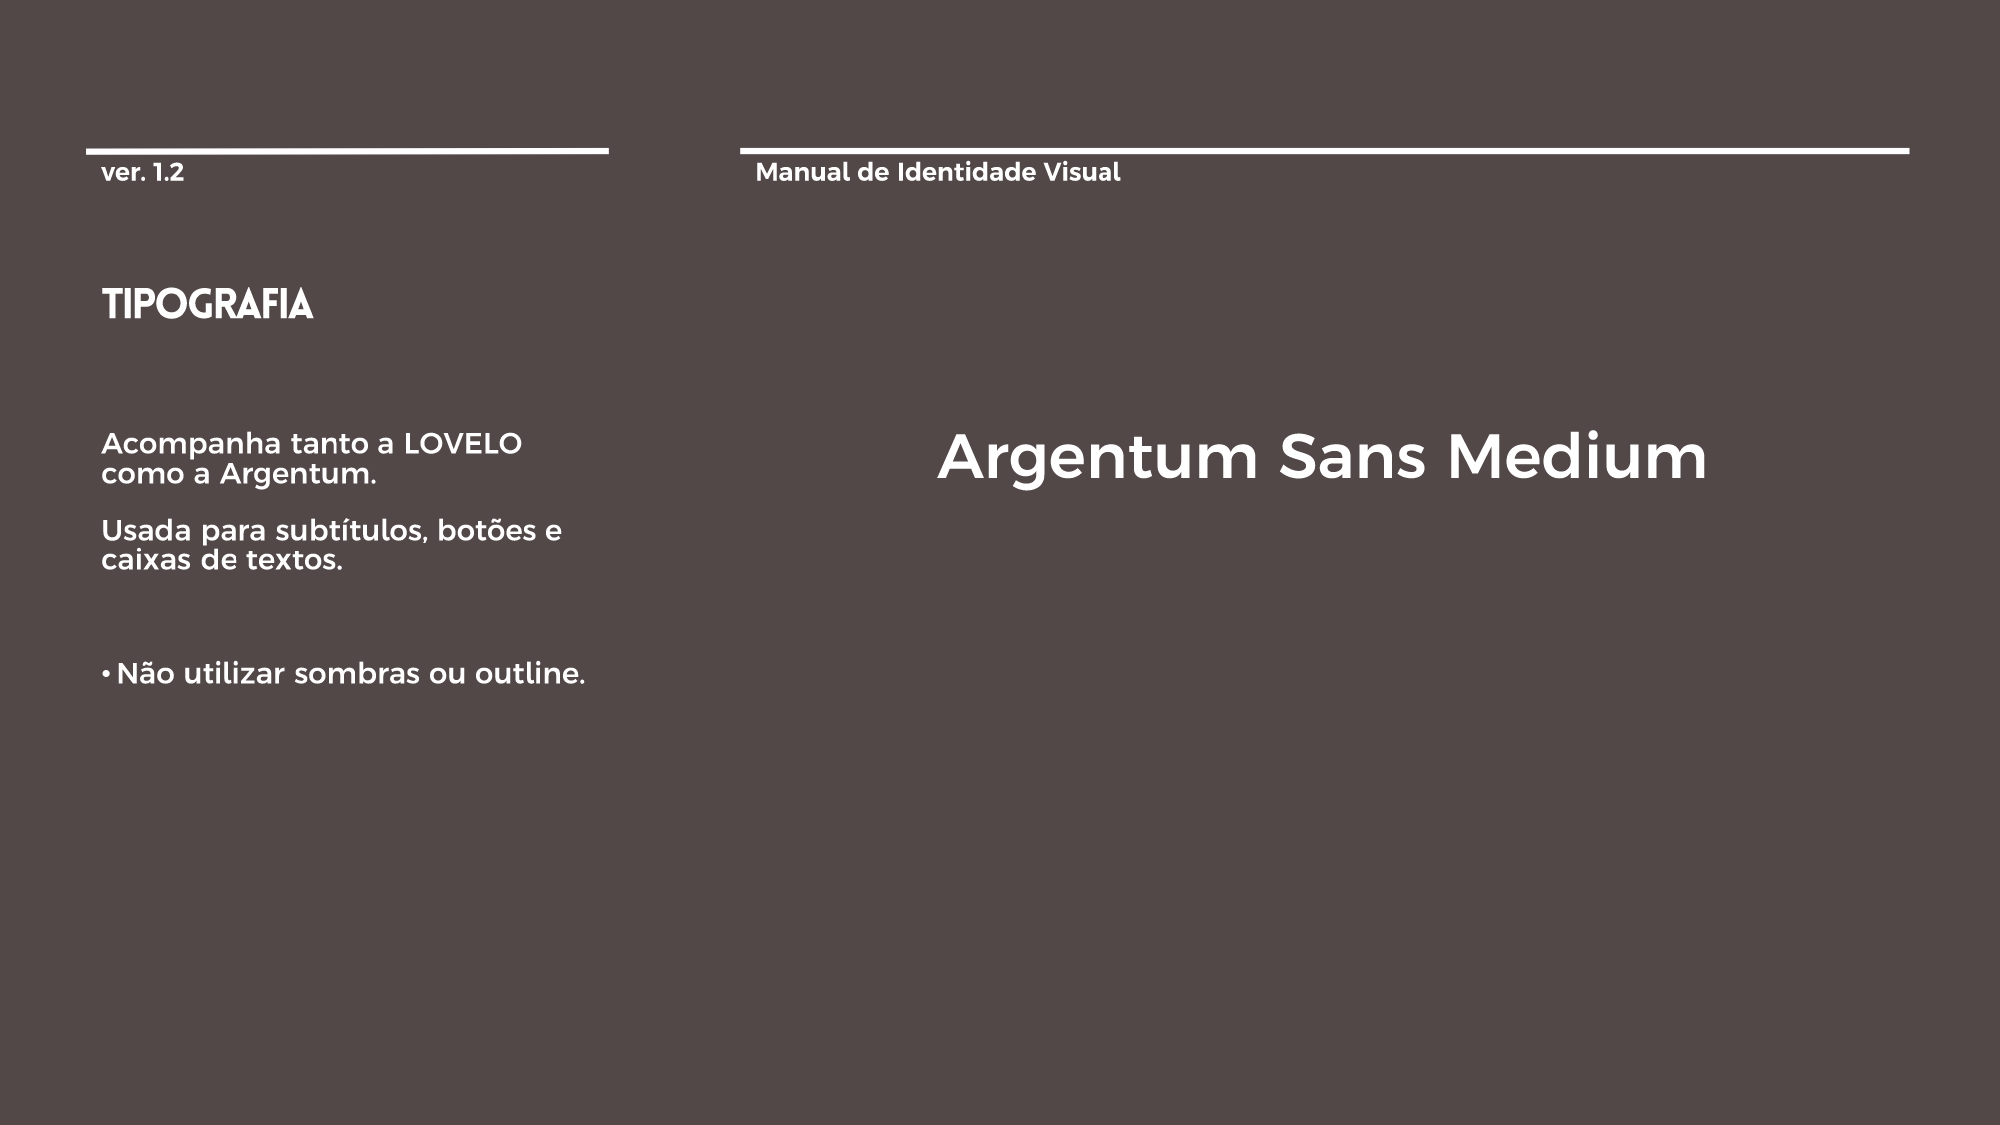 ver. 1.2
Manual de Identidade Visual
TIPOGRAFIA
Acompanha tanto a LOVELO
como a Argentum.
Usada para subtítulos, botões e
caixas de textos.
• Não utilizar sombras ou outline.
Argentum Sans Medium